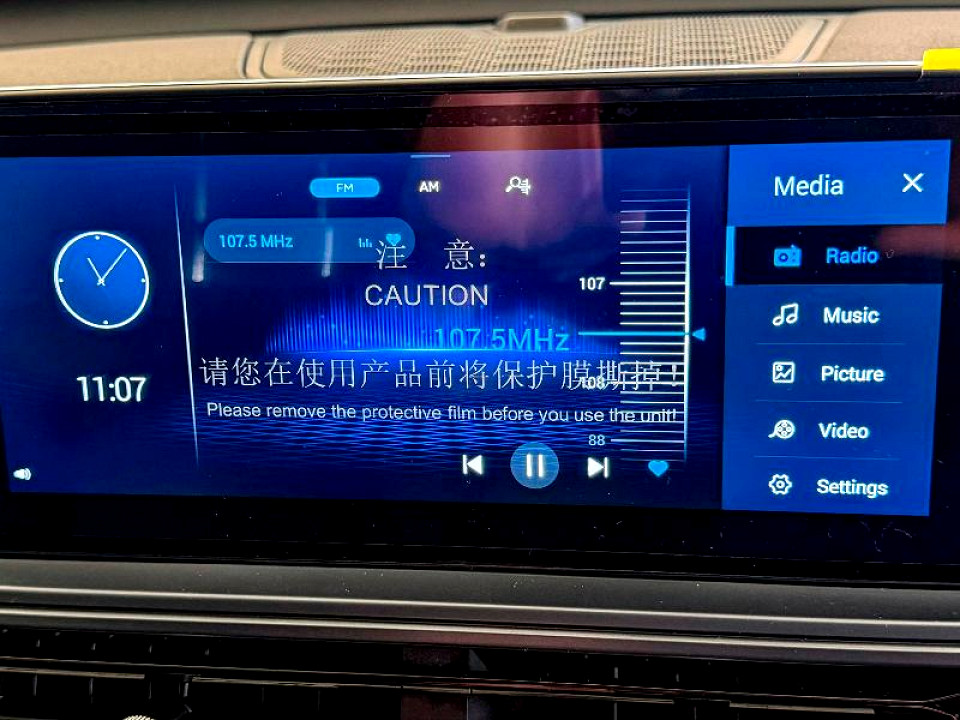 FM
AM
107.5 MHz
注 意:
CAUTION
107
107.5MHz
请您在使用产品前将保护膜撕掉!
108
Please remove the protective film before you use the unit!
88
11:07
Media
Radio
Music
Picture
Video
Settings